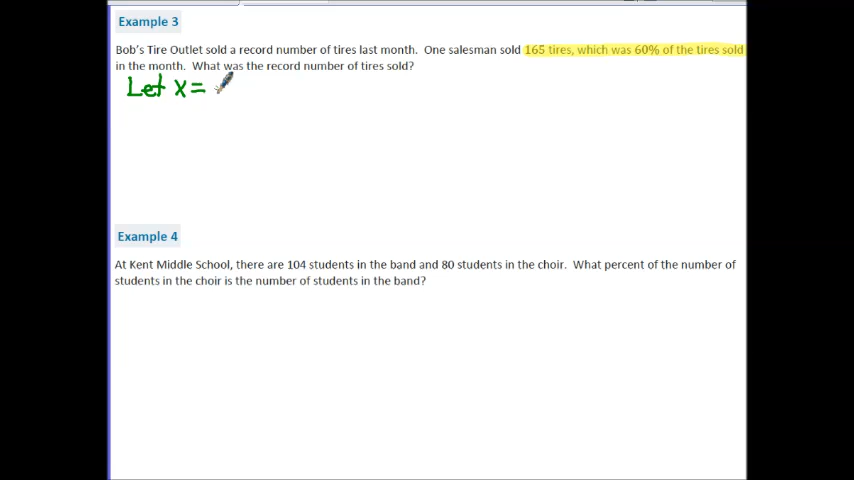 Example 3
Bob's Tire Outlet sold a record number of tires last month. One salesman sold 165 tires, which was 60% of the tires sold
in the month. What was the record number of tires sold?
Let x =
Example 4
At Kent Middle School, there are 104 students in the band and 80 students in the choir. What percent of the number of
students in the choir is the number of students in the band?